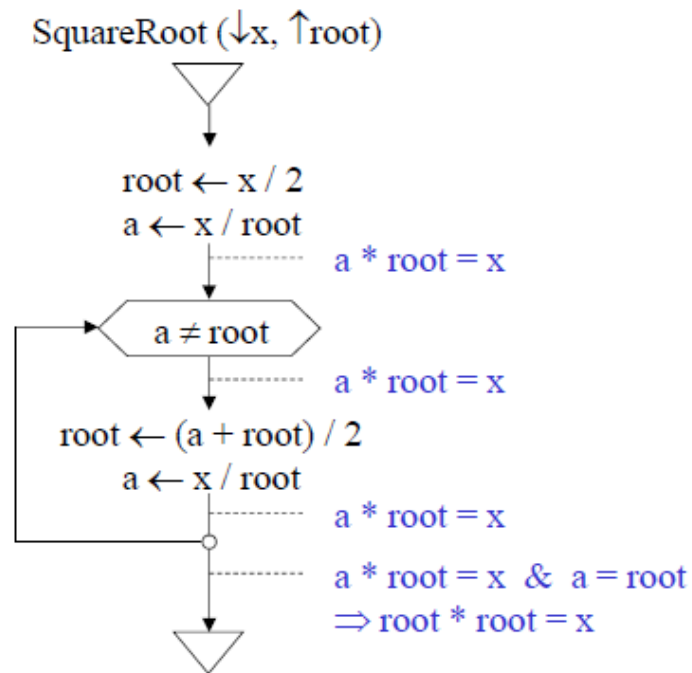 SquareRoot (↓x, ↑root)
root ← x / 2
a ← x / root
a * root = x
a ≠ root
a * root = x
root ← (a + root) / 2
a ← x / root
a * root = x
a * root = x & a = root
⇒ root * root = x